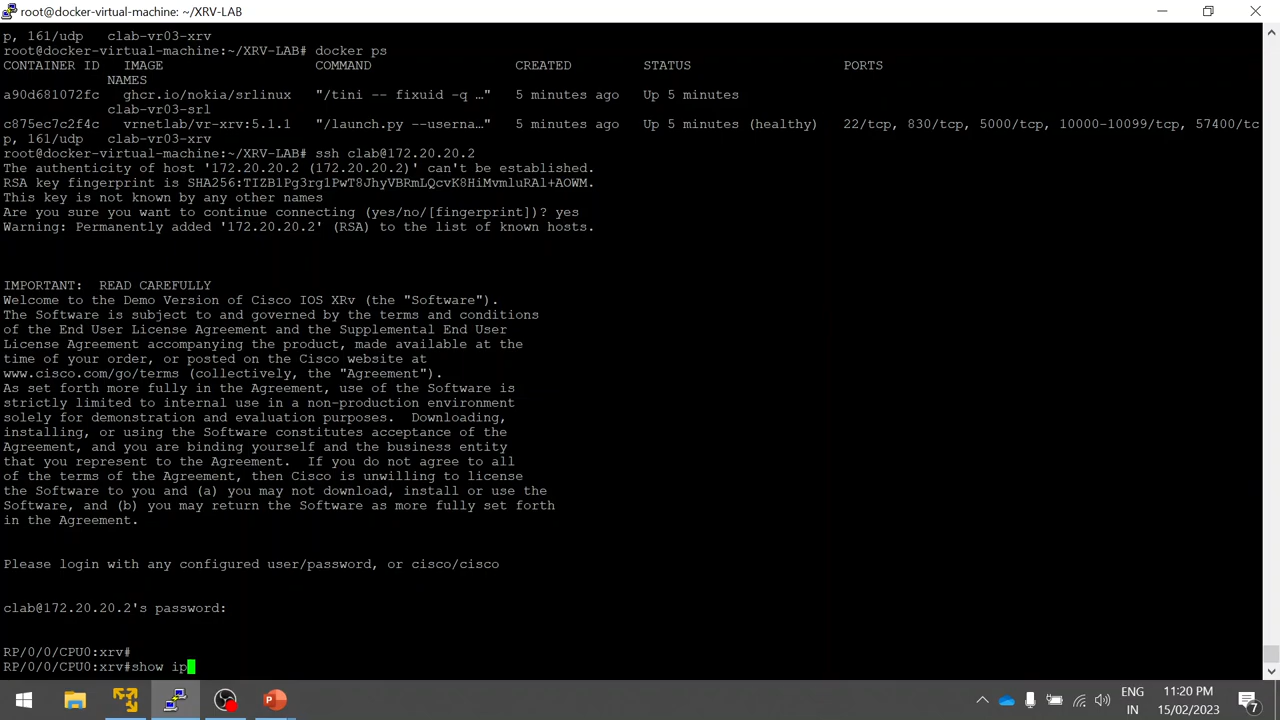 root@docker-virtual-machine: ~/XRV-LAB
p, 161/udp   clab-vr03-xrv
root@docker-virtual-machine:~/XRV-LAB# docker ps
CONTAINER ID   IMAGE                   COMMAND                  CREATED         STATUS                   PORTS
NAMES
a90d681072fc   ghcr.io/nokia/srlinux   "/tini -- fixuid -q …"   5 minutes ago   Up 5 minutes
clab-vr03-srl
c875ec7c2f4c   vrnetlab/vr-xrv:5.1.1   "/launch.py --userna…"   5 minutes ago   Up 5 minutes (healthy)   22/tcp, 830/tcp, 5000/tcp, 10000-10099/tcp, 57400/tc
p, 161/udp   clab-vr03-xrv
root@docker-virtual-machine:~/XRV-LAB# ssh clab@172.20.20.2
The authenticity of host '172.20.20.2 (172.20.20.2)' can't be established.
RSA key fingerprint is SHA256:TIZB1Pg3rglPwT8JhyVBRmLQcvK8HiMvmluRAl+AOWM.
This key is not known by any other names
Are you sure you want to continue connecting (yes/no/[fingerprint])? yes
Warning: Permanently added '172.20.20.2' (RSA) to the list of known hosts.
IMPORTANT:  READ CAREFULLY
Welcome to the Demo Version of Cisco IOS XRv (the "Software").
The Software is subject to and governed by the terms and conditions
of the End User License Agreement and the Supplemental End User
License Agreement accompanying the product, made available at the
time of your order, or posted on the Cisco website at
www.cisco.com/go/terms (collectively, the "Agreement").
As set forth more fully in the Agreement, use of the Software is
strictly limited to internal use in a non-production environment
solely for demonstration and evaluation purposes.  Downloading,
installing, or using the Software constitutes acceptance of the
Agreement, and you are binding yourself and the business entity
that you represent to the Agreement.  If you do not agree to all
of the terms of the Agreement, then Cisco is unwilling to license
the Software to you and (a) you may not download, install or use the
Software, and (b) you may return the Software as more fully set forth
in the Agreement.
Please login with any configured user/password, or cisco/cisco
clab@172.20.20.2's password:
RP/0/0/CPU0:xrv#
RP/0/0/CPU0:xrv#show ip
ENG
IN
11:20 PM
15/02/2023
7